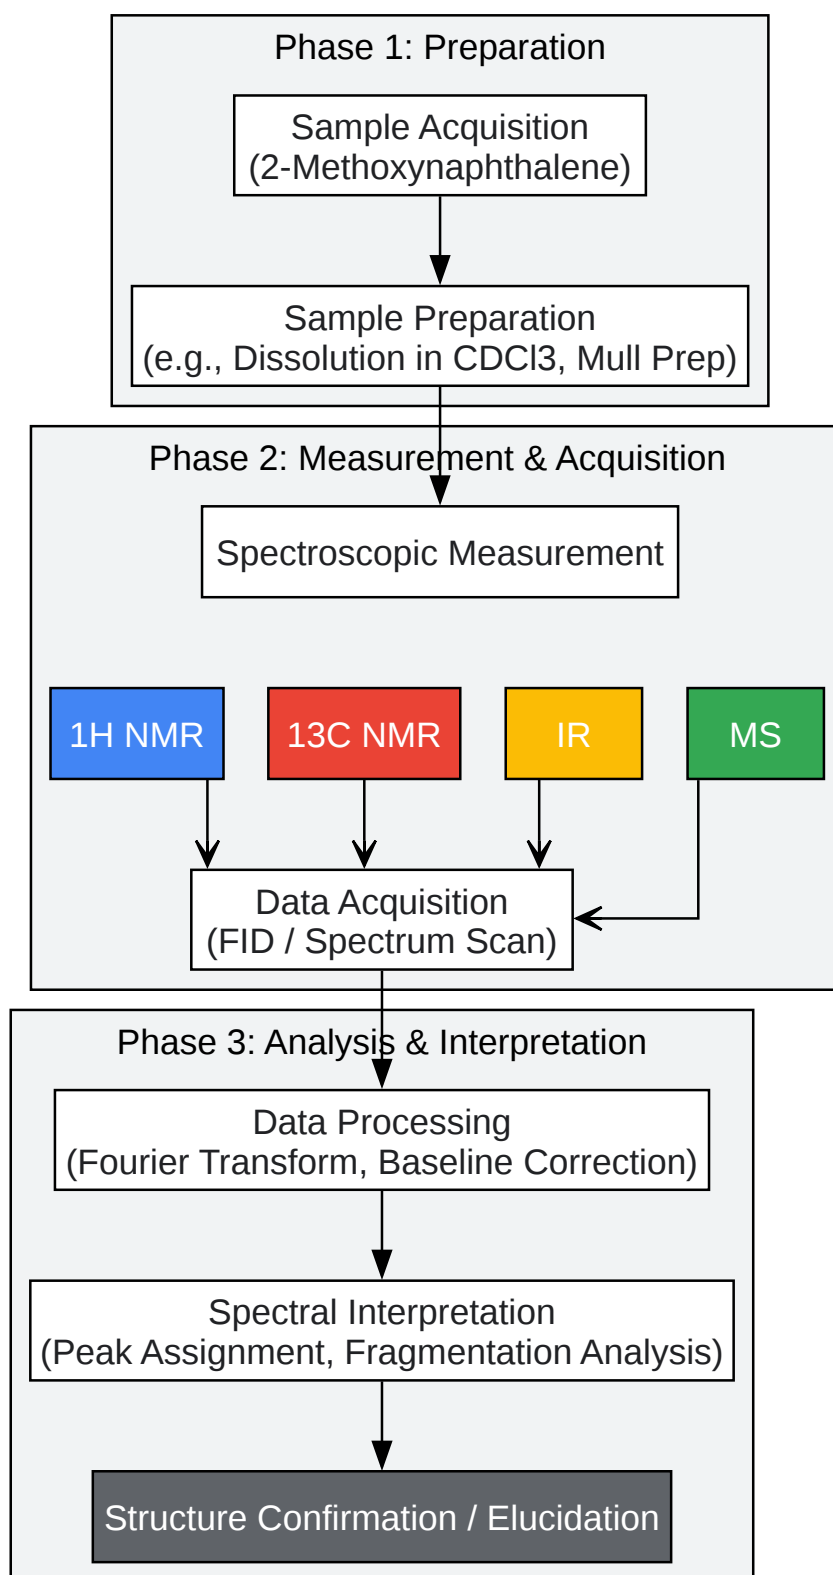 Phase 1: Preparation
Sample Acquisition
(2-Methoxynaphthalene)
Sample Preparation
(e.g., Dissolution in CDCl3, Mull Prep)
Phase 2: Measurement & Acquisition
Spectroscopic Measurement
1H NMR
13C NMR
IR
MS
Data Acquisition
(FID / Spectrum Scan)
Phase 3: Analysis & Interpretation
Data Processing
(Fourier Transform, Baseline Correction)
Spectral Interpretation
(Peak Assignment, Fragmentation Analysis)
Structure Confirmation / Elucidation